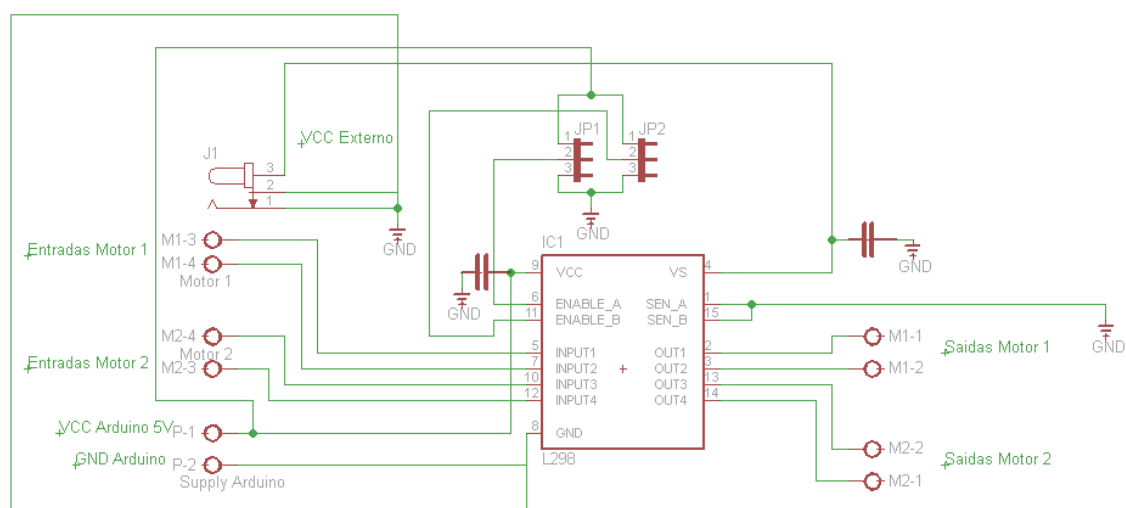 JP1
JP2
1
2
3
1
2
3
VCC Externo
J1
3
2
1
GND
GND
M1-3
Entradas Motor 1
M1-4
Motor 1
IC1
GND
GND
9
VCC
VS
4
6
ENABLE_A
SEN_A
1
11
ENABLE_B
SEN_B
15
GND
M2-4
Motor 2
Entradas Motor 2
M2-3
5
INPUT1
OUT1
2
7
INPUT2
OUT2
3
10
INPUT3
OUT3
13
12
INPUT4
OUT4
14
M1-1
Saidas Motor 1
M1-2
VCC Arduino 5V
P-1
8
GND
L298
GND Arduino
P-2
Supply Arduino
M2-2
Saidas Motor 2
M2-1